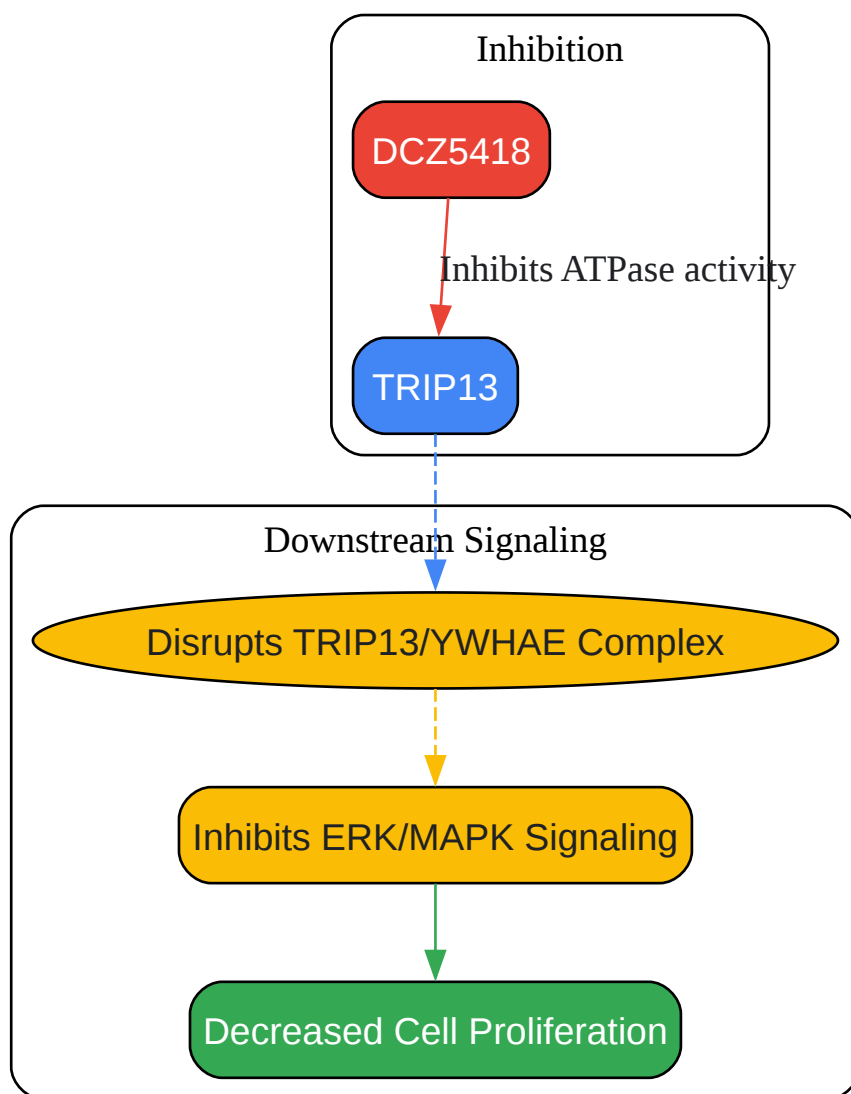 Inhibition
DCZ5418
Inhibits ATPase activity
TRIP13
Downstream Signaling
Disrupts TRIP13/YWHAE Complex
Inhibits ERK/MAPK Signaling
Decreased Cell Proliferation